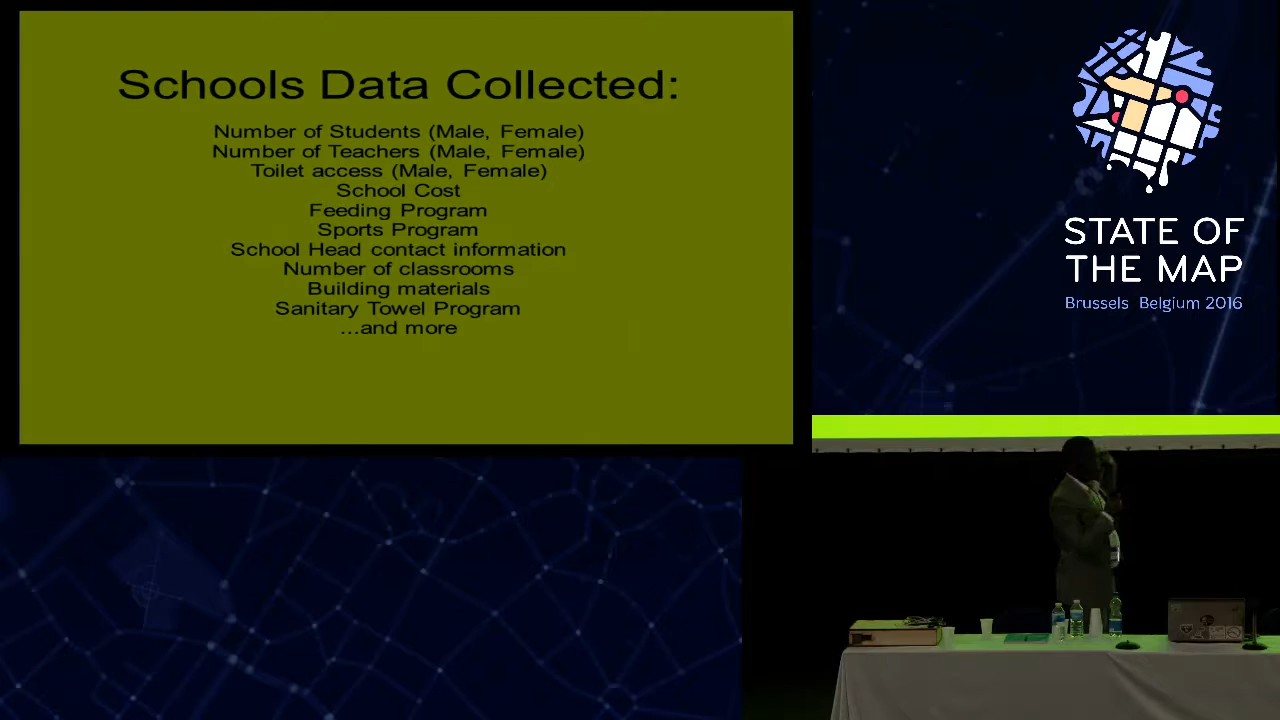 Schools Data Collected:
Number of Students (Male, Female)
Number of Teachers (Male, Female)
Toilet access (Male, Female)
School Cost
Feeding Program
Sports Program
School Head contact information
Number of classrooms
Building materials
Sanitary Towel Program
...and more
STATE OF
THE MAP
Brussels Belgium 2016